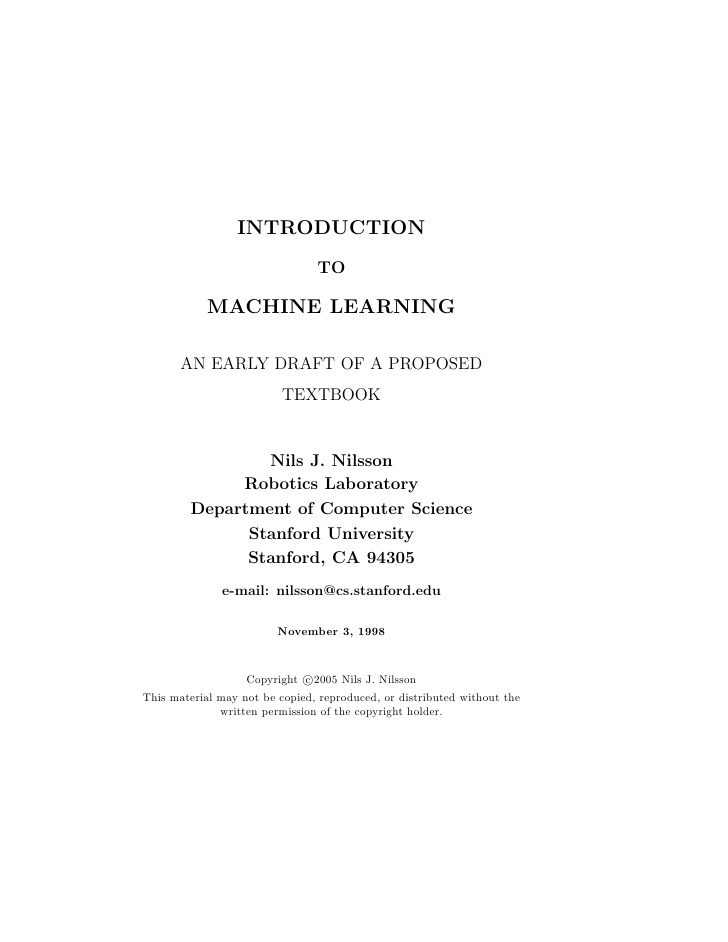 INTRODUCTION
TO
MACHINE LEARNING
AN EARLY DRAFT OF A PROPOSED
TEXTBOOK
Nils J. Nilsson
Robotics Laboratory
Department of Computer Science
Stanford University
Stanford, CA 94305
e-mail: nilsson@cs.stanford.edu
November 3, 1998
Copyright ©2005 Nils J. Nilsson
This material may not be copied, reproduced, or distributed without the
written permission of the copyright holder.